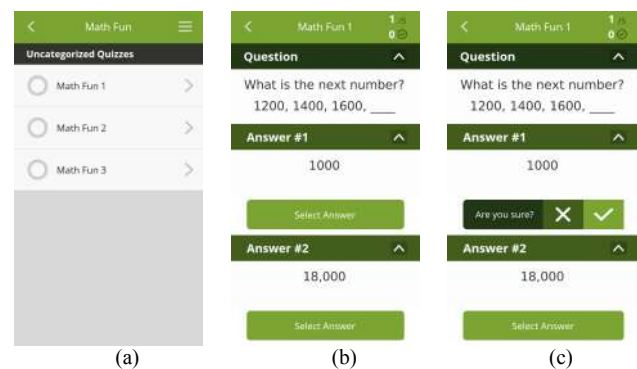 Math Fun
Uncategorized Quizzes
Math Fun 1
Math Fun 2
Math Fun 3
(a)
Math Fun 1
1
0
Question
What is the next number?
1200, 1400, 1600, ____
Answer #1
1000
Select Answer
Answer #2
18,000
Select Answer
(b)
Math Fun 1
1
0
Question
What is the next number?
1200, 1400, 1600, ____
Answer #1
1000
Are you sure?
Answer #2
18,000
Select Answer
(c)